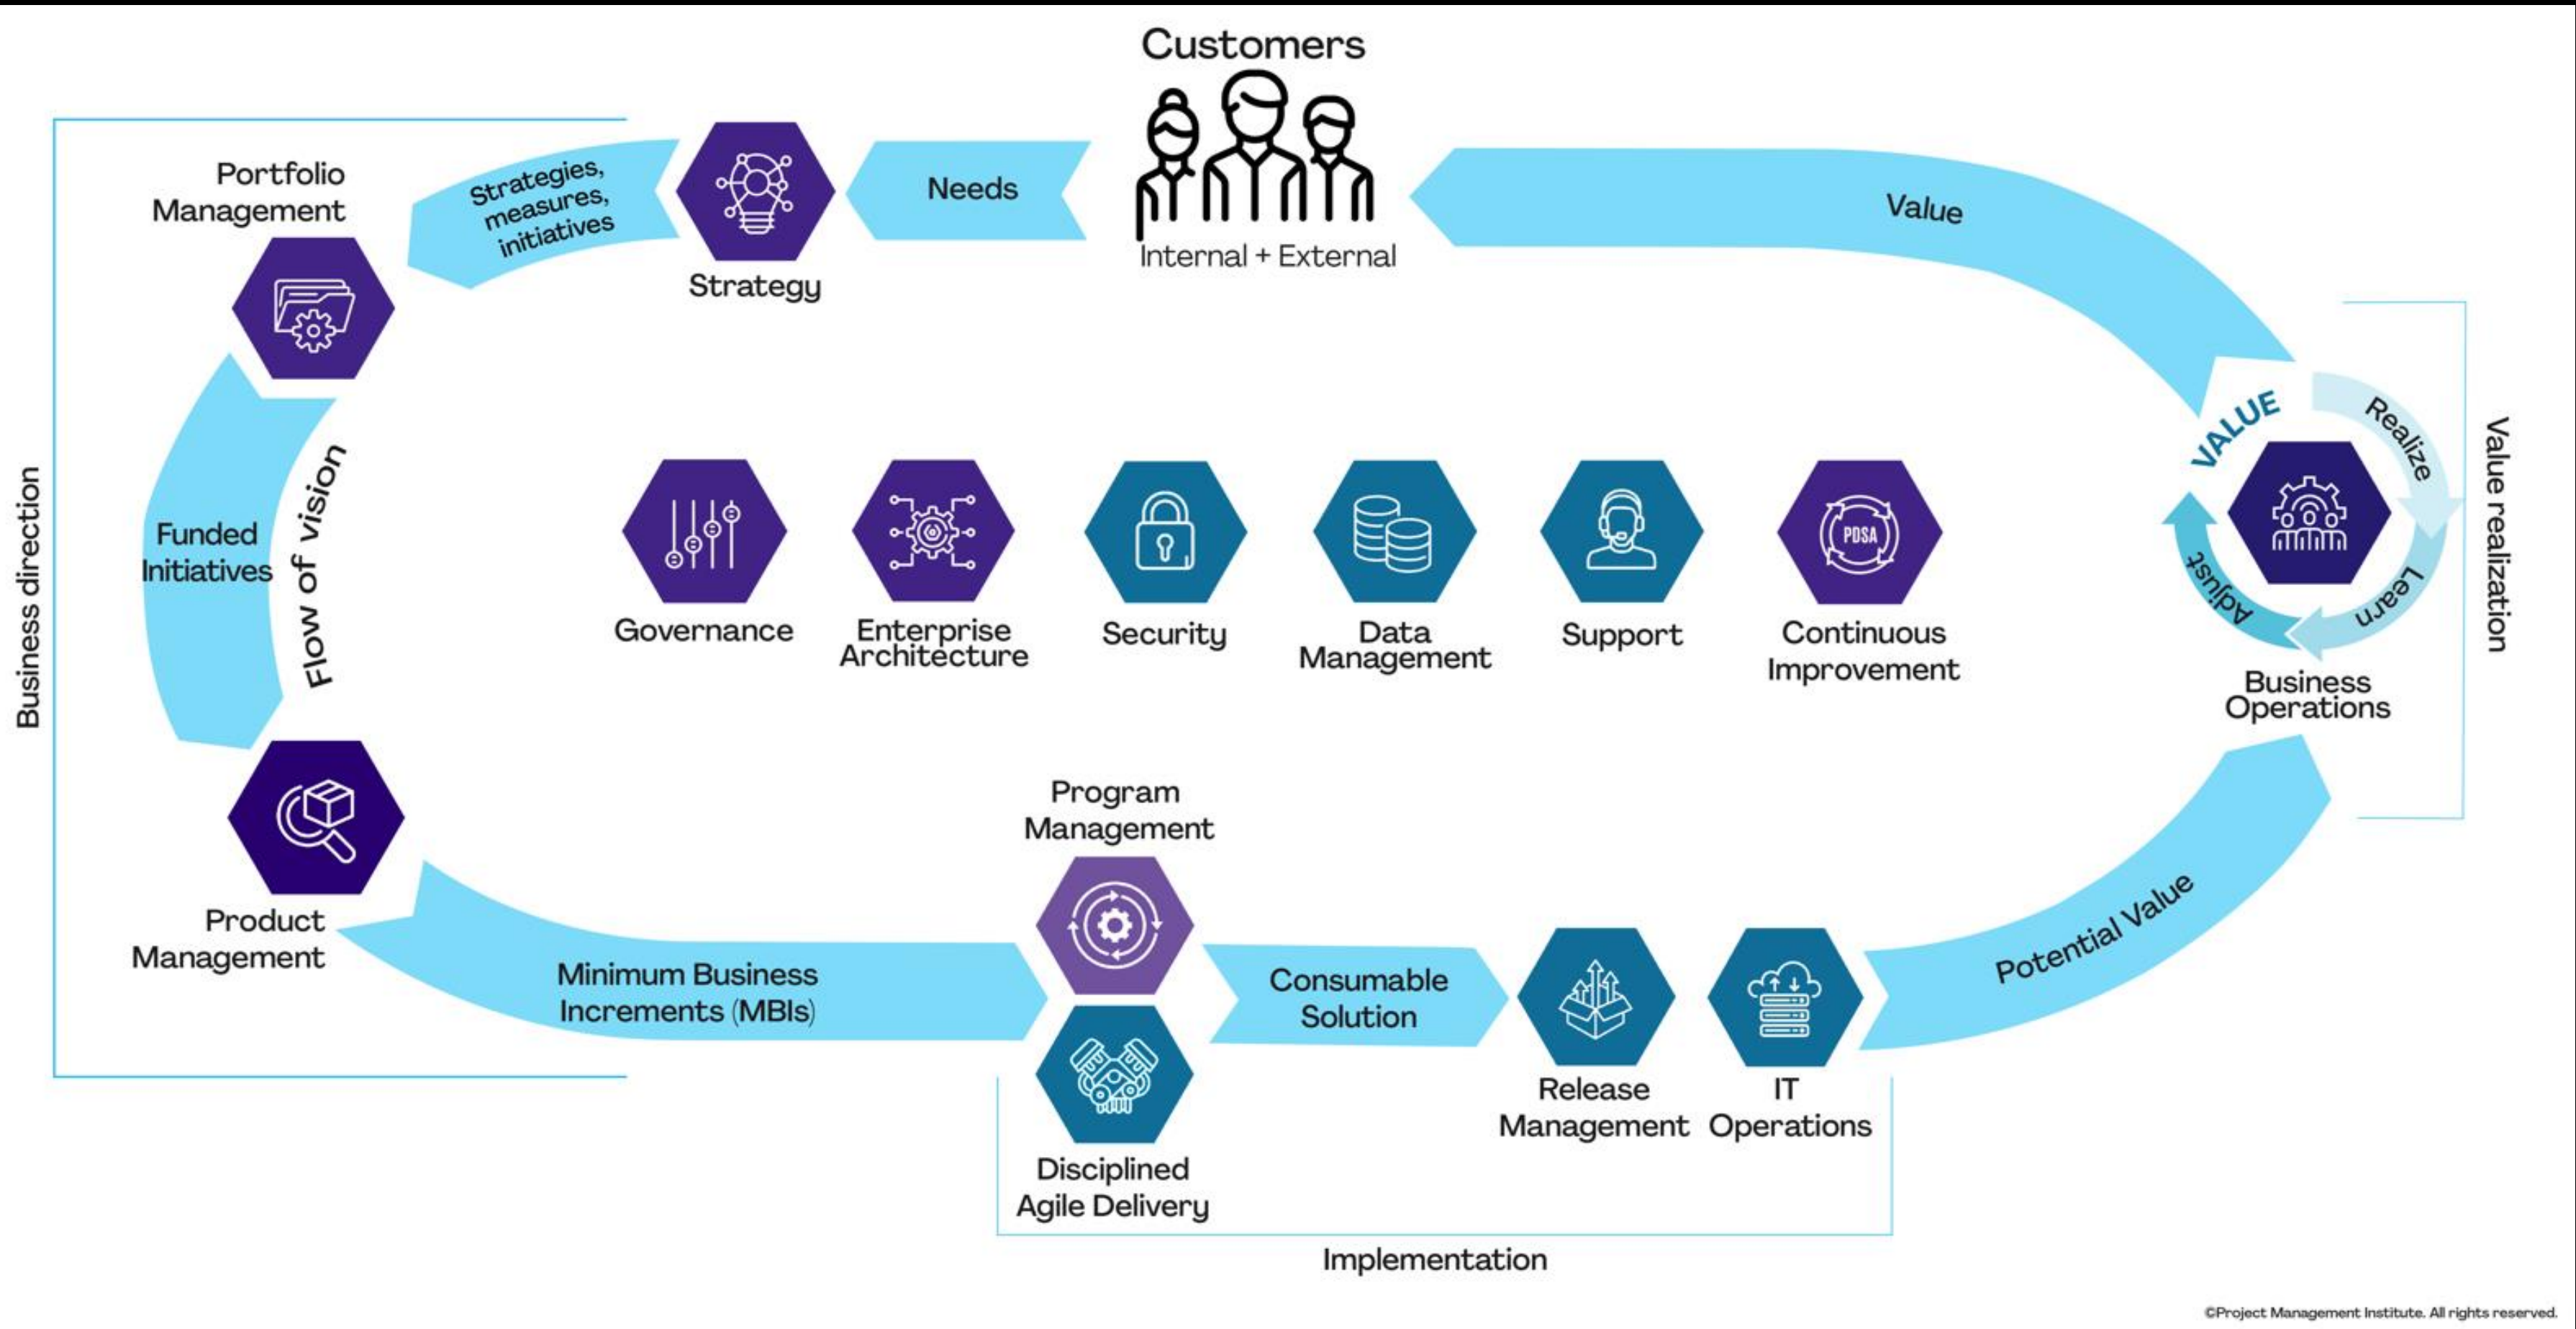 Customers
Internal + External
Needs
Strategy
Strategies,
measures,
initiatives
Portfolio
Management
Business direction
Funded
Initiatives
Flow of vision
Product
Management
Minimum Business
Increments (MBIs)
Program
Management
Disciplined
Agile Delivery
Consumable
Solution
Release
Management
IT
Operations
Implementation
Potential Value
Business
Operations
VALUE
Realize
Learn
Adjust
Value realization
Value
Governance
Enterprise
Architecture
Security
Data
Management
Support
PDSA
Continuous
Improvement
©Project Management Institute. All rights reserved.